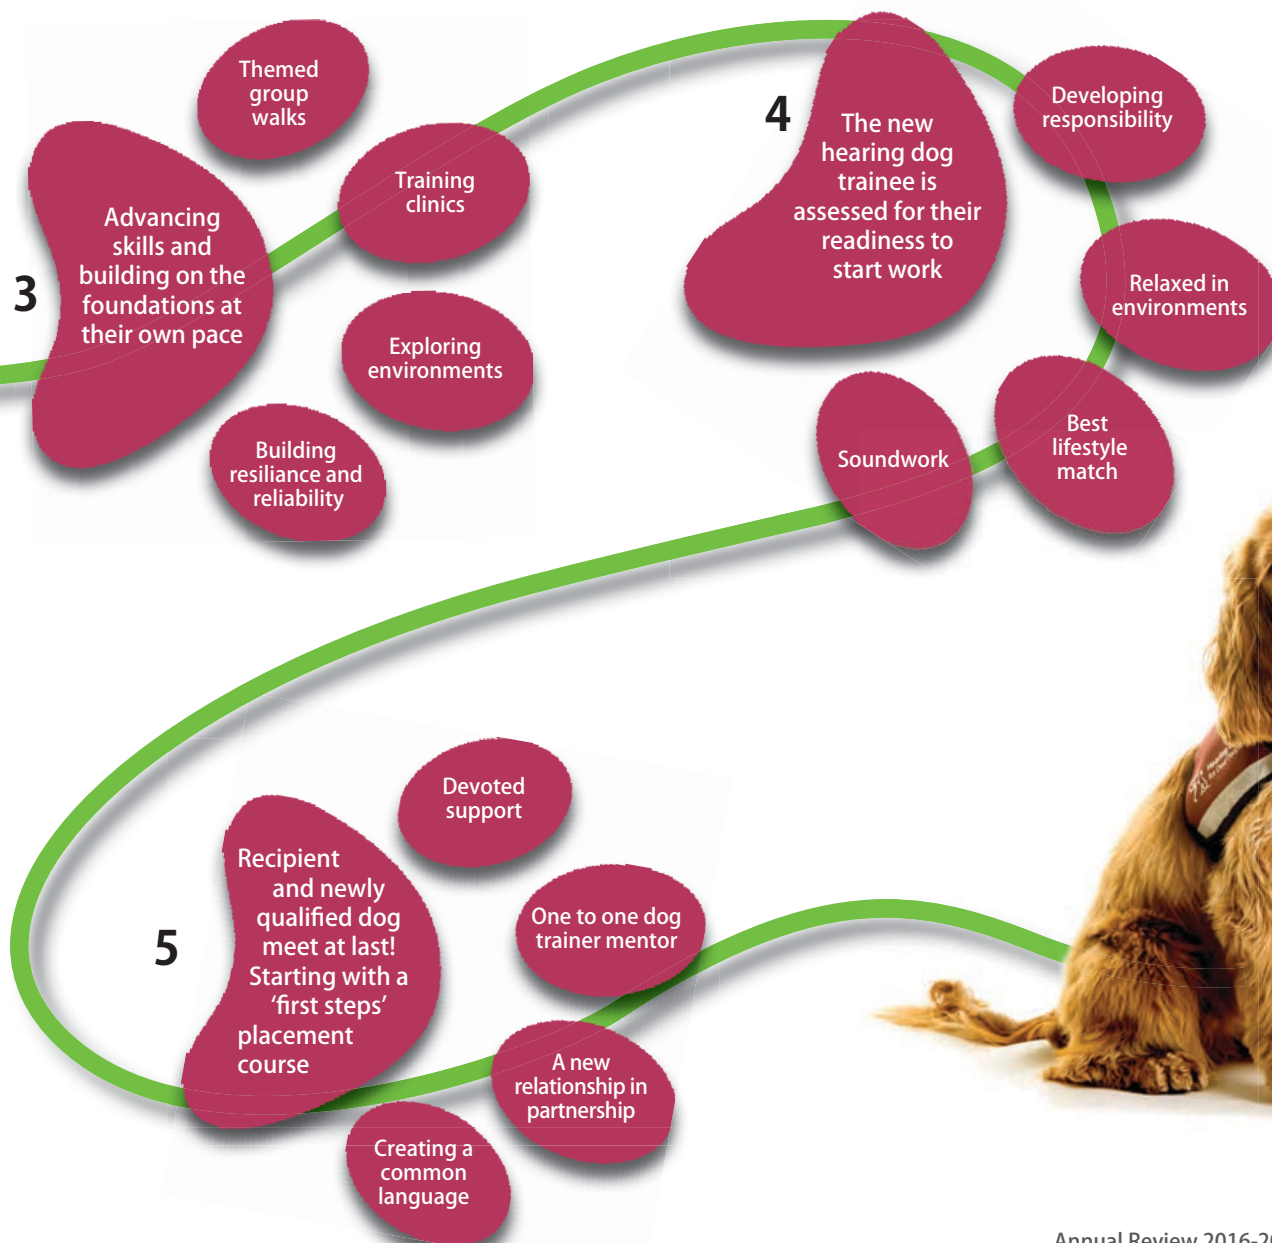 3
Advancing
skills and
building on the
foundations at
their own pace
Themed
group
walks
Training
clinics
Exploring
environments
Building
resiliance and
reliability
4
The new
hearing dog
trainee is
assessed for their
readiness to
start work
Developing
responsibility
Relaxed in
environments
Best
lifestyle
match
Soundwork
5
Recipient
and newly
qualified dog
meet at last!
Starting with a
‘first steps’
placement
course
Devoted
support
One to one dog
trainer mentor
A new
relationship in
partnership
Creating a
common
language
Annual Review